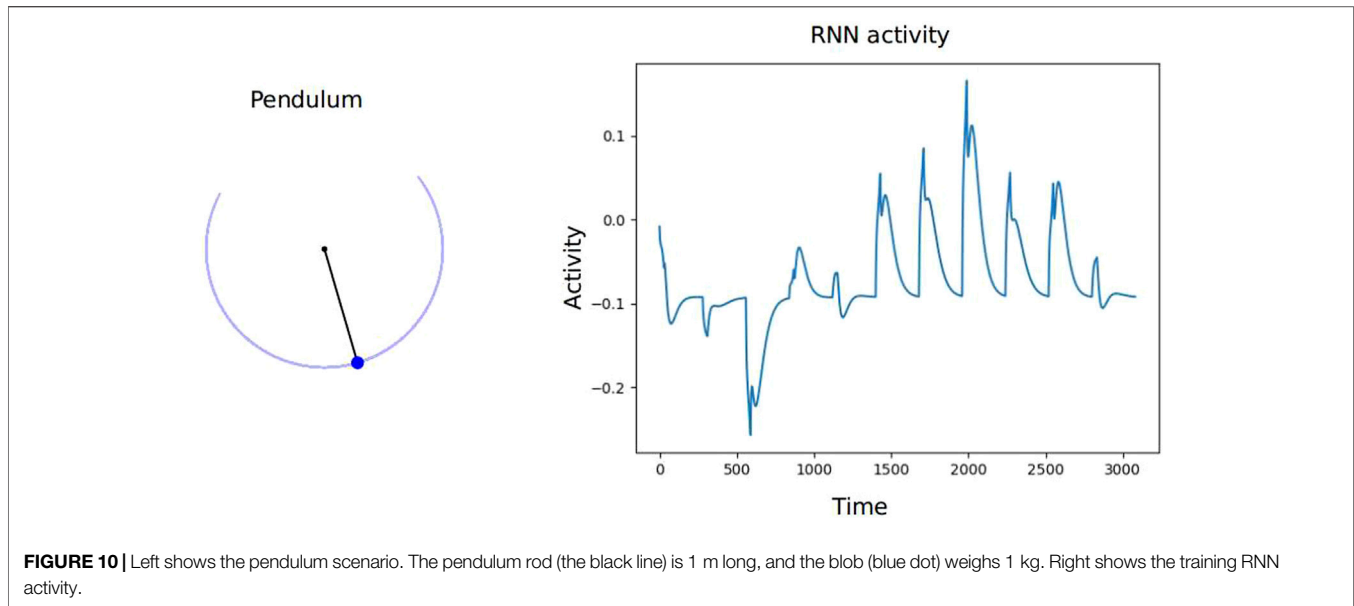 Pendulum
RNN activity
Activity
0.1
0.0
−0.1
−0.2
0 500 1000 1500 2000 2500 3000
Time
FIGURE 10 | Left shows the pendulum scenario. The pendulum rod (the black line) is 1 m long, and the blob (blue dot) weighs 1 kg. Right shows the training RNN
activity.